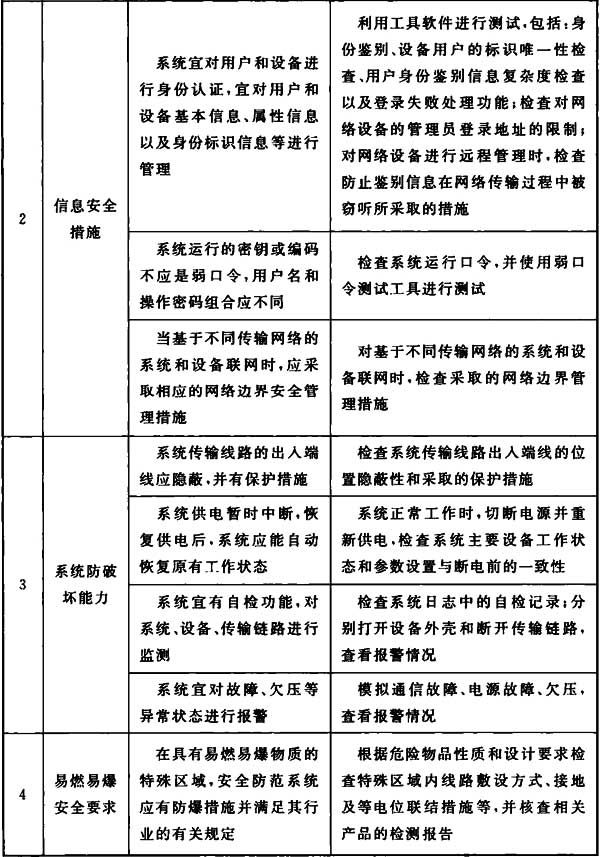 2
信息安全
措施
系统宜对用户和设备进
行身份认证,宜对用户和
设备基本信息、属性信息
以及身份标识信息等进行
管理
利用工具软件进行测试,包括:身
份鉴别、设备用户的标识唯一性检
查、用户身份鉴别信息复杂度检查
以及登录失败处理功能;检查对网
络设备的管理员登录地址的限制;
对网络设备进行远程管理时,检查
防止鉴别信息在网络传输过程中被
窃听所采取的措施
系统运行的密钥或编码
不应是弱口令,用户名和
操作密码组合应不同
检查系统运行口令,并使用弱口
令测试工具进行测试
当基于不同传输网络的
系统和设备联网时,应采
取相应的网络边界安全管
理措施
对基于不同传输网络的系统和设
备联网时,检查采取的网络边界管
理措施
3
系统防破
坏能力
系统传输线路的出入端
线应隐蔽,并有保护措施
检查系统传输线路出入端线的位
置隐蔽性和采取的保护措施
系统供电暂时中断,恢
复供电后,系统应能自动
恢复原有工作状态
系统正常工作时,切断电源并重
新供电,检查系统主要设备工作状
态和参数设置与断电前的一致性
系统宜有自检功能,对
系统、设备、传输链路进行
监测
检查系统日志中的自检记录;分
别打开设备外壳和断开传输链路,
查看报警情况
系统宜对故障、欠压等
异常状态进行报警
模拟通信故障、电源故障、欠压,
查看报警情况
4
易燃易爆
安全要求
在具有易燃易爆物质的
特殊区域,安全防范系统
应有防爆措施并满足其行
业的有关规定
根据危险物品性质和设计要求检
查特殊区域内线路敷设方式、接地
及等电位联结措施等,并核查相关
产品的检测报告